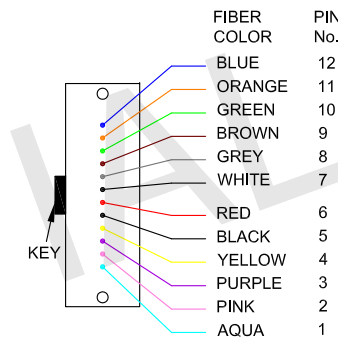 FIBER PIN
COLOR No.
BLUE 12
ORANGE 11
GREEN 10
BROWN 9
GREY 8
WHITE 7
RED 6
BLACK 5
KEY
YELLOW 4
PURPLE 3
PINK 2
AQUA 1